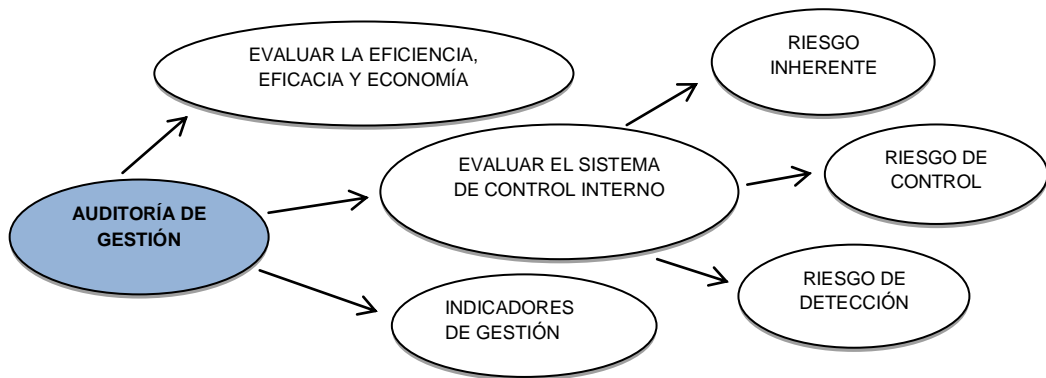 EVALUAR LA EFICIENCIA,
EFICACIA Y ECONOMÍA
RIESGO
INHERENTE
EVALUAR EL SISTEMA
DE CONTROL INTERNO
RIESGO DE
CONTROL
AUDITORÍA DE
GESTIÓN
RIESGO DE
DETECCIÓN
INDICADORES
DE GESTIÓN